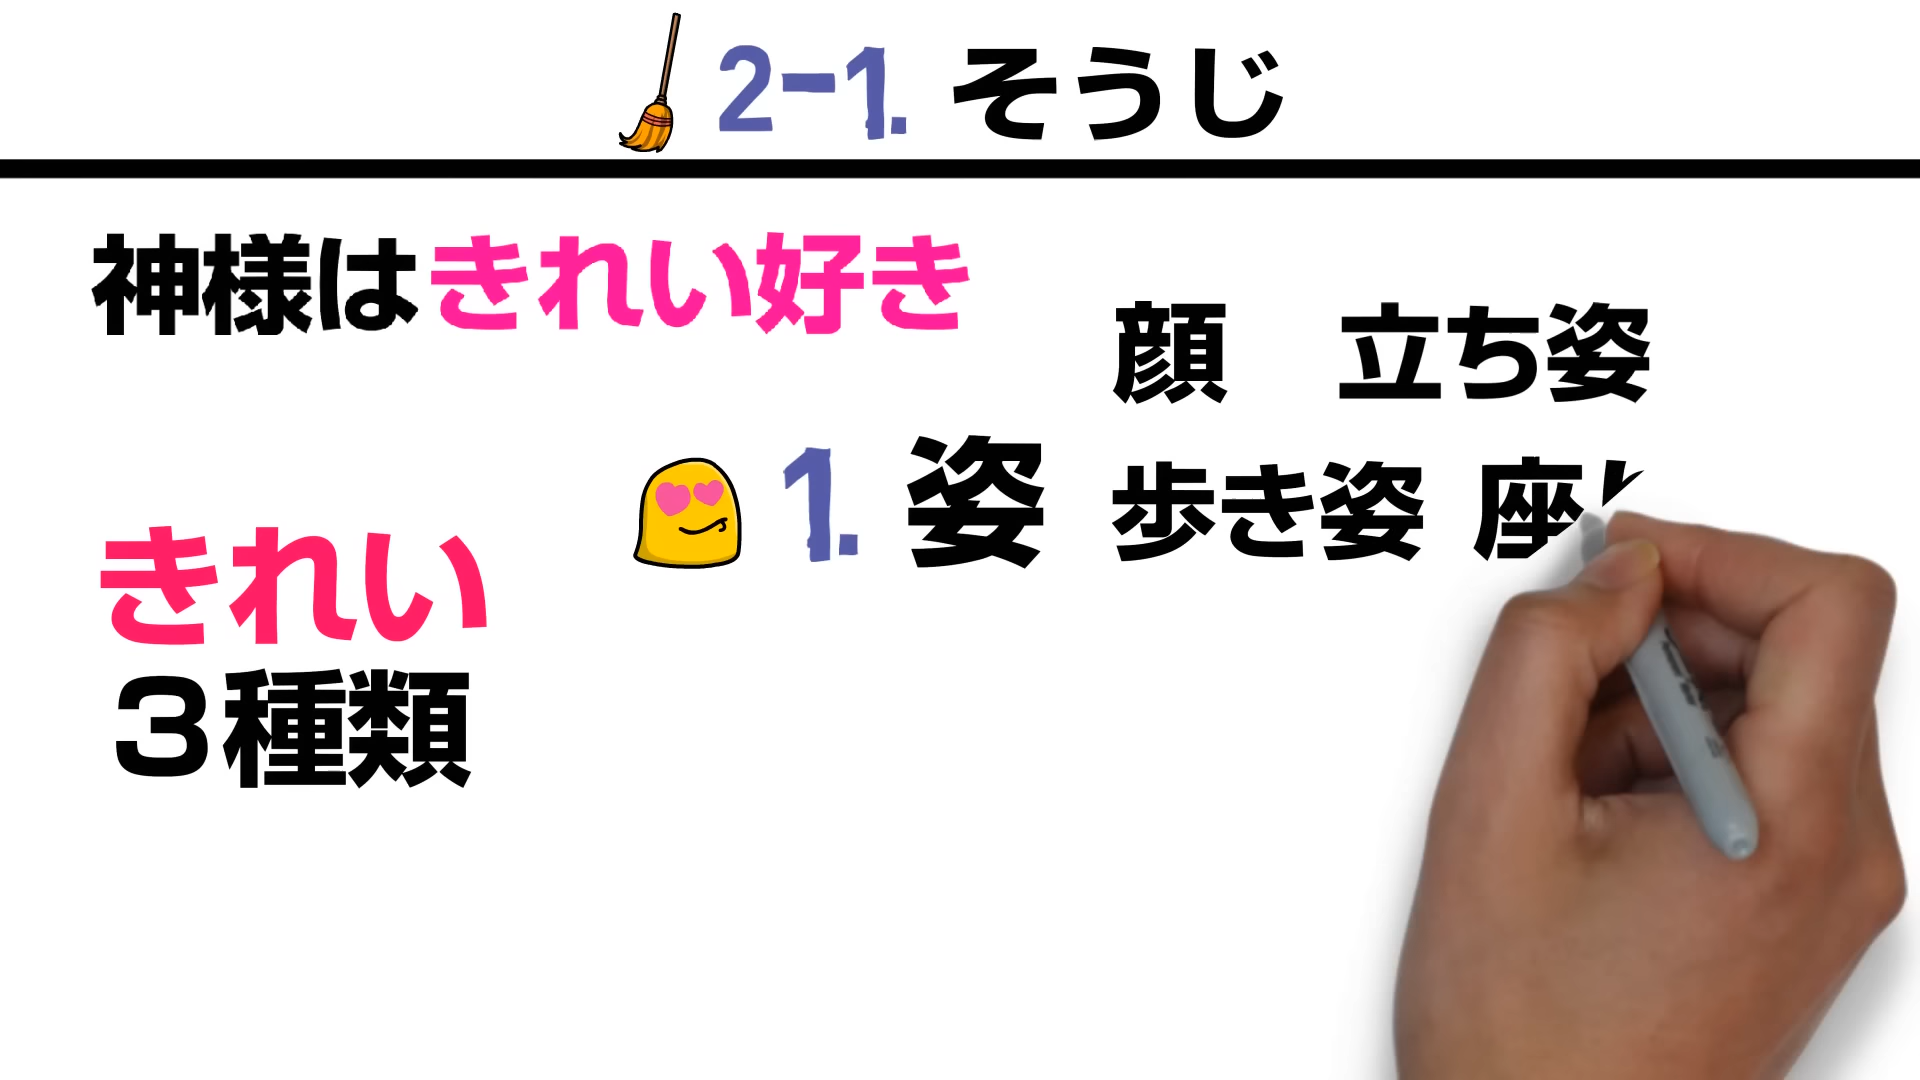 2-1. そうじ
神様はきれい好き
顔 立ち姿
1. 姿 歩き姿 座
きれい
3種類